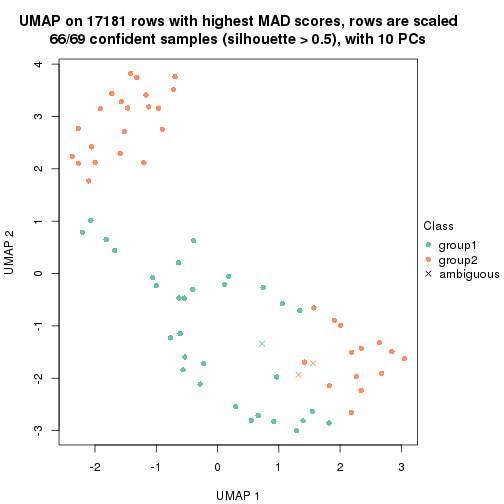 UMAP on 17181 rows with highest MAD scores, rows are scaled
66/69 confident samples (silhouette > 0.5), with 10 PCs
4
3
2
1
0
-1
-2
-3
UMAP 2
-2
-1
0
1
2
3
UMAP 1
Class
group1
group2
ambiguous